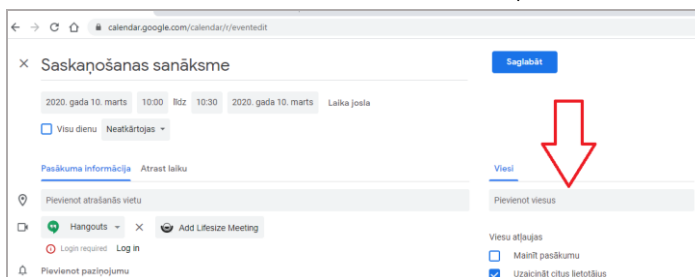 calendar.google.com/calendar/r/eventedit
Saskaņošanas sanāksme
Saglabāt
2020. gada 10. marts 10:00 līdz 10:30 2020. gada 10. marts Laika josla
Visu dienu Neatkārtojas
Pasākuma informācija Atrast laiku
Viesi
Pievienot atrašanās vietu
Pievienot viesus
Hangouts Add Lifesize Meeting
Login required Log in
Viesu atļaujas
Mainīt pasākumu
Pievienot paziņojumu
Uzaicināt citus lietotājus